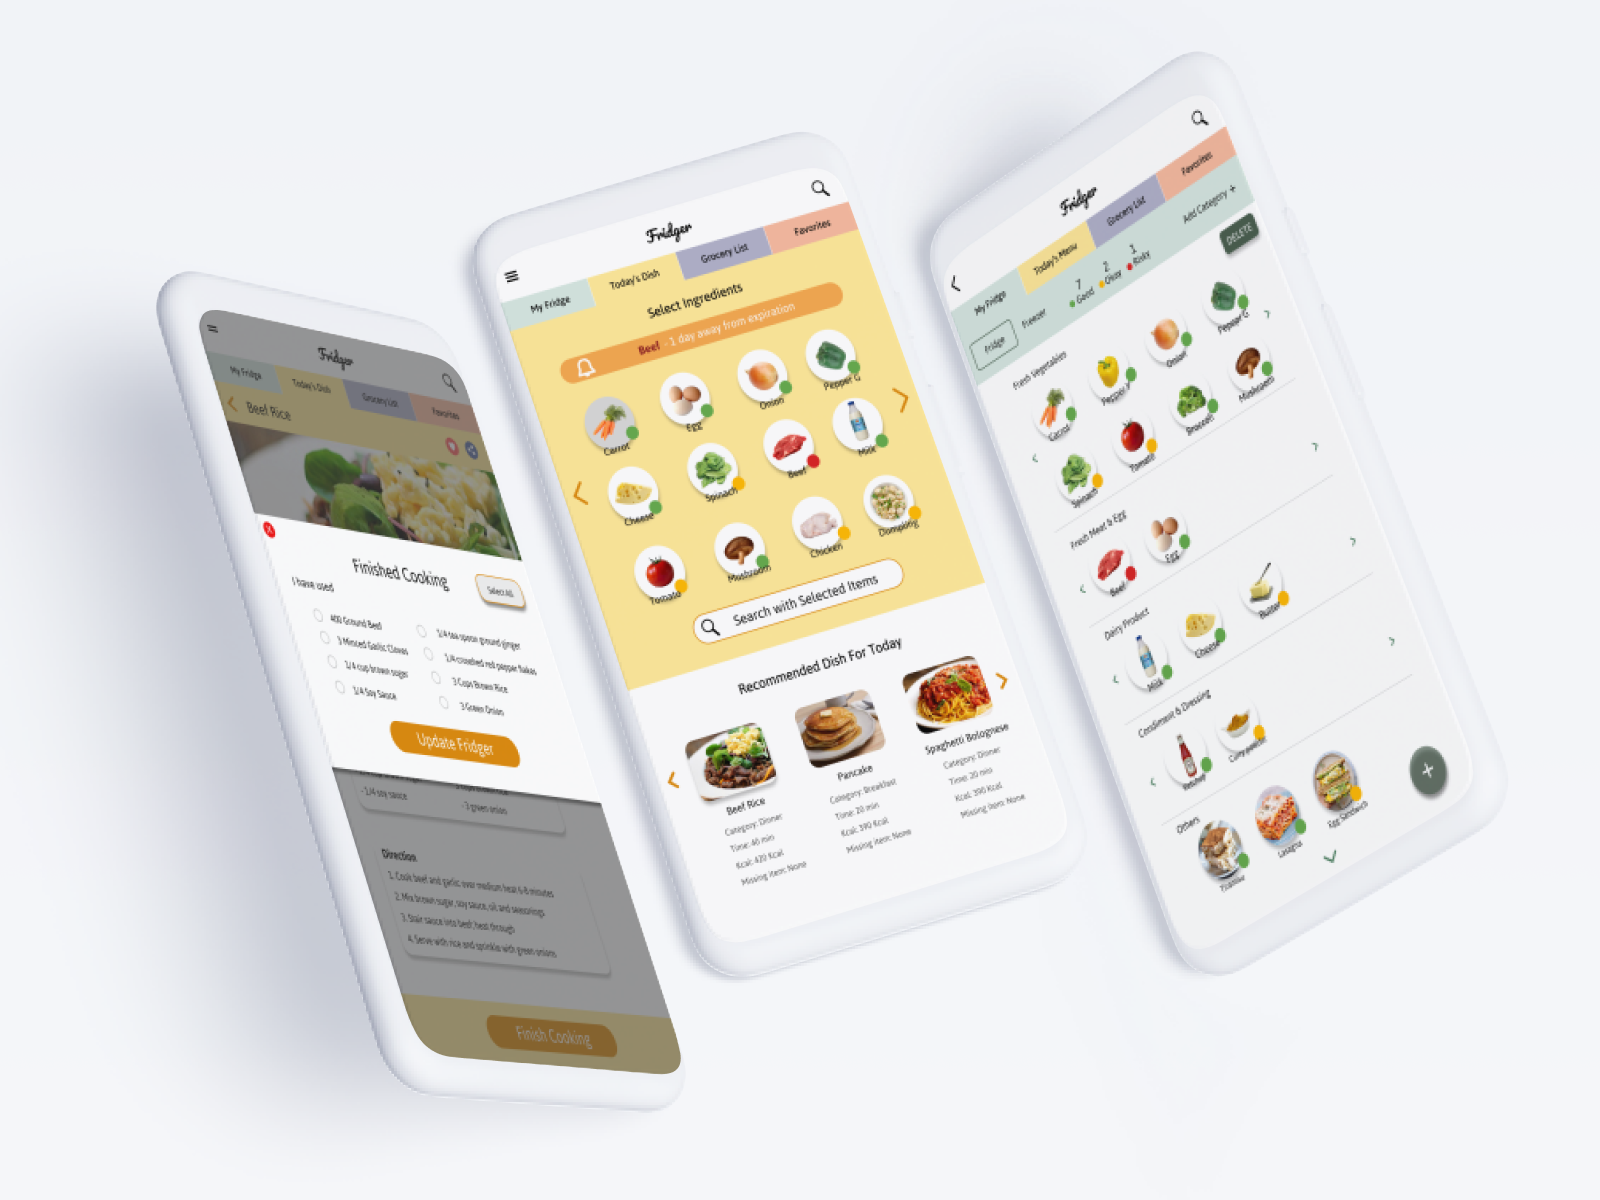 Fridger
My Fridge
Today's Dish
Grocery List
Favorites
Beef Rice
Finished Cooking
Select All
I have used
400 Ground Beef
3 Minced Garlic Cloves
1/4 cup brown sugar
1/4 Soy Sauce
1/4 tea spoon ground ginger
3 Cups Brown Rice
3 Green Onion
Update Fridger
- 1/4 soy sauce
- 3 green onion
Direction
1. Cook beef and garlic over medium heat 6-8 minutes
2. Mix brown sugar, soy sauce, oil and seasonings
3. Stair sauce into beef; heat through
4. Serve with rice and sprinkle with green onions
Finish Cooking
Fridger
My Fridge
Today's Dish
Grocery List
Favorites
Select Ingredients
Beef - 1 day away from expiration
Carrot
Egg
Onion
Pepper G
Cheese
Spinach
Beef
Milk
Tomato
Mushroom
Chicken
Dumpling
Search with Selected Items
Recommended Dish For Today
Beef Rice
Category: Dinner
Time: 40 min
Kcal: 420 Kcal
Missing item: None
Pancake
Category: Breakfast
Time: 20 min
Kcal: 390 Kcal
Missing item: None
Spaghetti Bolognese
Category: Dinner
Time: 20 min
Kcal: 390 Kcal
Missing item: None
Fridger
My Fridge
Today's Menu
Grocery List
Favorites
Fridge
Freezer
7
Good
2
Okay
1
Risky
Add Category +
DELETE
Fresh Vegetables
Carrot
Pepper Y
Onion
Pepper G
Spinach
Tomato
Broccoli
Mushroom
Fresh Meat & Egg
Beef
Egg
Dairy Product
Milk
Cheese
Butter
Condiment & Dressing
Ketchup
Others
Lasagna
Egg Sandwich
+